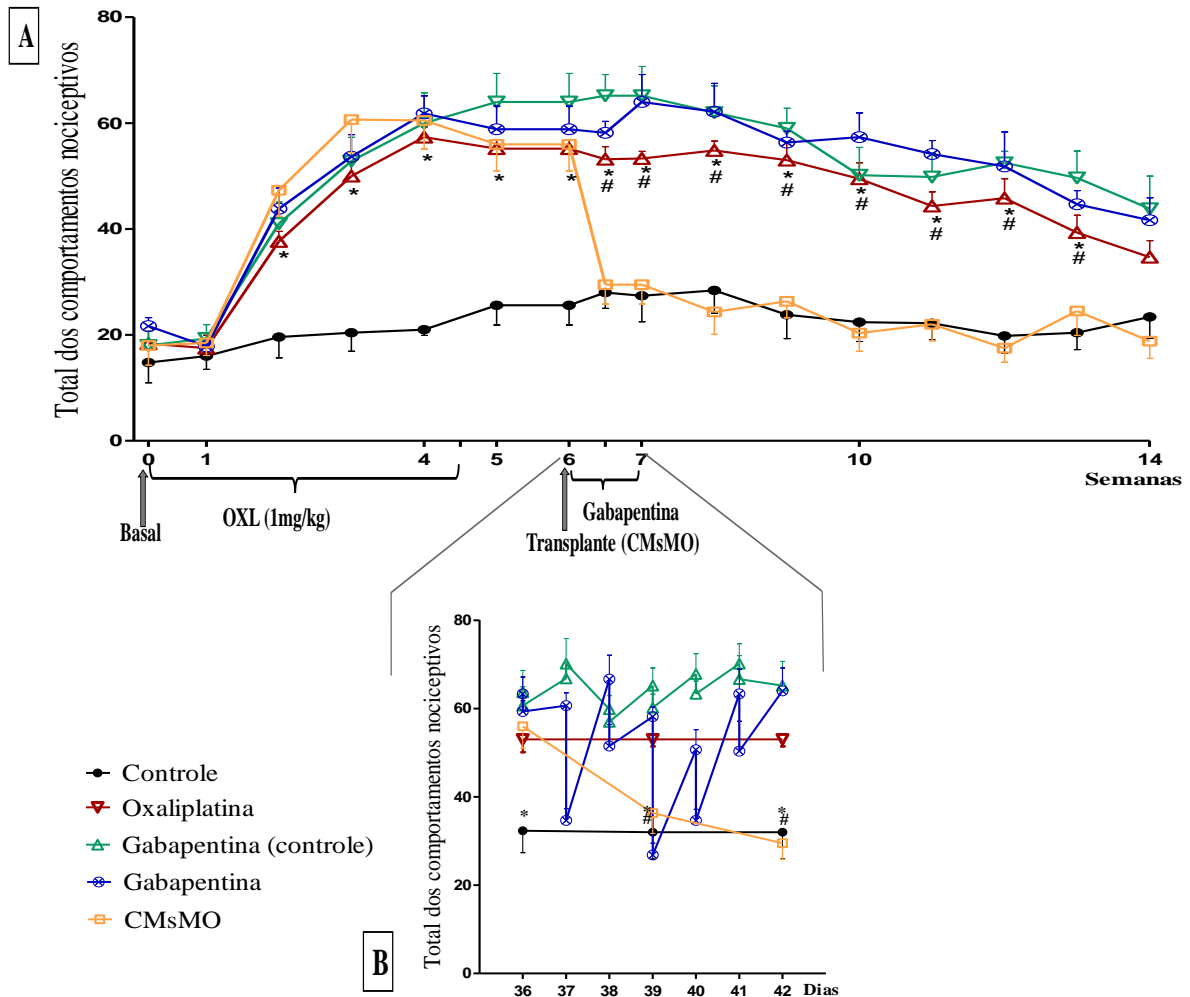 A
Total dos comportamentos nociceptivos
80
60
40
20
0
* * * * * * * * * * * * * *
# # # # # # # # #
0 1 4 5 6 7 10 14
Semanas
Basal
OXL (1mg/kg)
Gabapentina
Transplante (CMsMO)
Controle
Oxaliplatina
Gabapentina (controle)
Gabapentina
CMsMO
B
Total dos comportamentos nociceptivos
80
60
40
20
0
* * *
# #
36 37 38 39 40 41 42 Dias